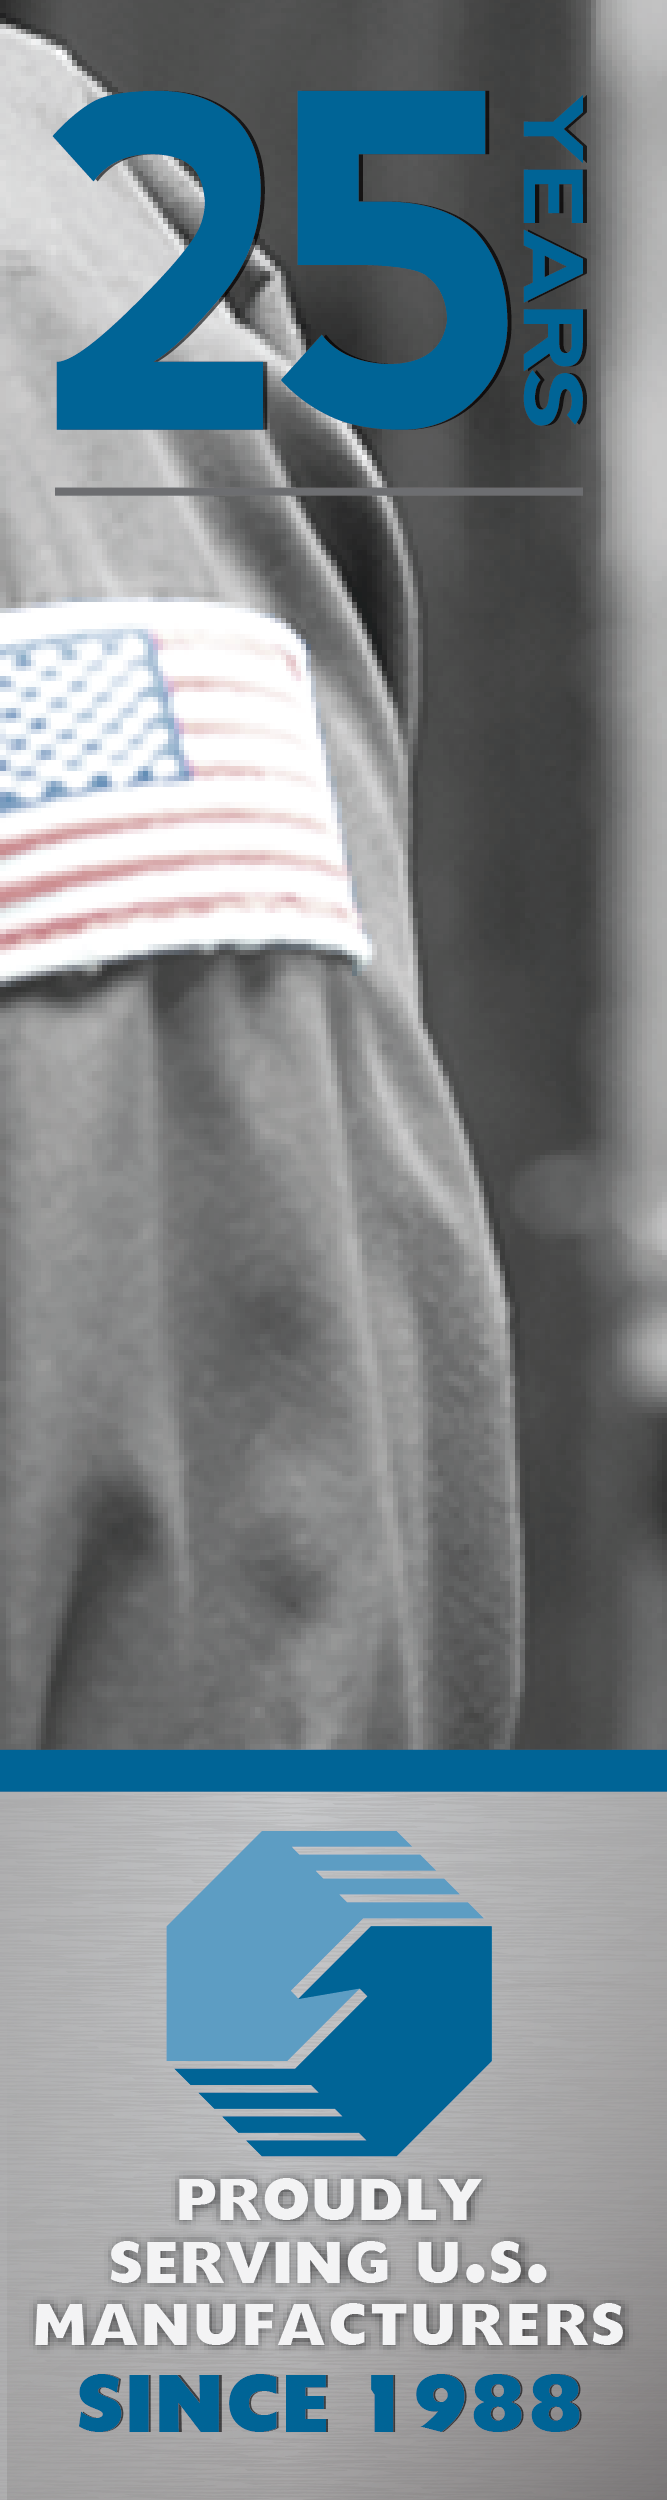 25 YEARS
PROUDLY
SERVING U.S.
MANUFACTURERS
SINCE 1988